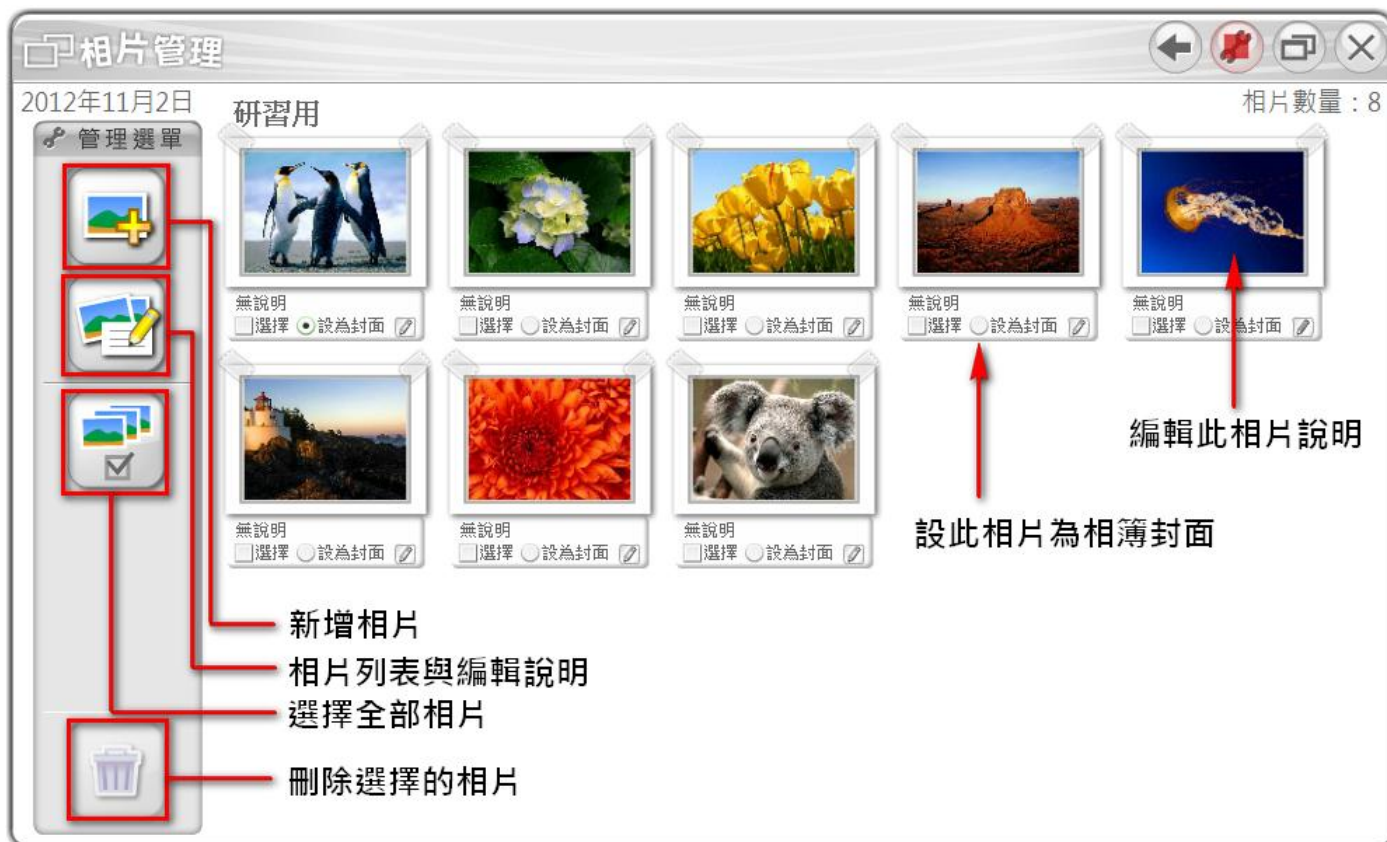 相片管理
2012年11月2日
研習用
相片數量：8
管理選單
無說明
選擇 設為封面
無說明
選擇 設為封面
無說明
選擇 設為封面
無說明
選擇 設為封面
無說明
選擇 設為封面
編輯此相片說明
設此相片為相簿封面
無說明
選擇 設為封面
無說明
選擇 設為封面
無說明
選擇 設為封面
新增相片
相片列表與編輯說明
選擇全部相片
刪除選擇的相片